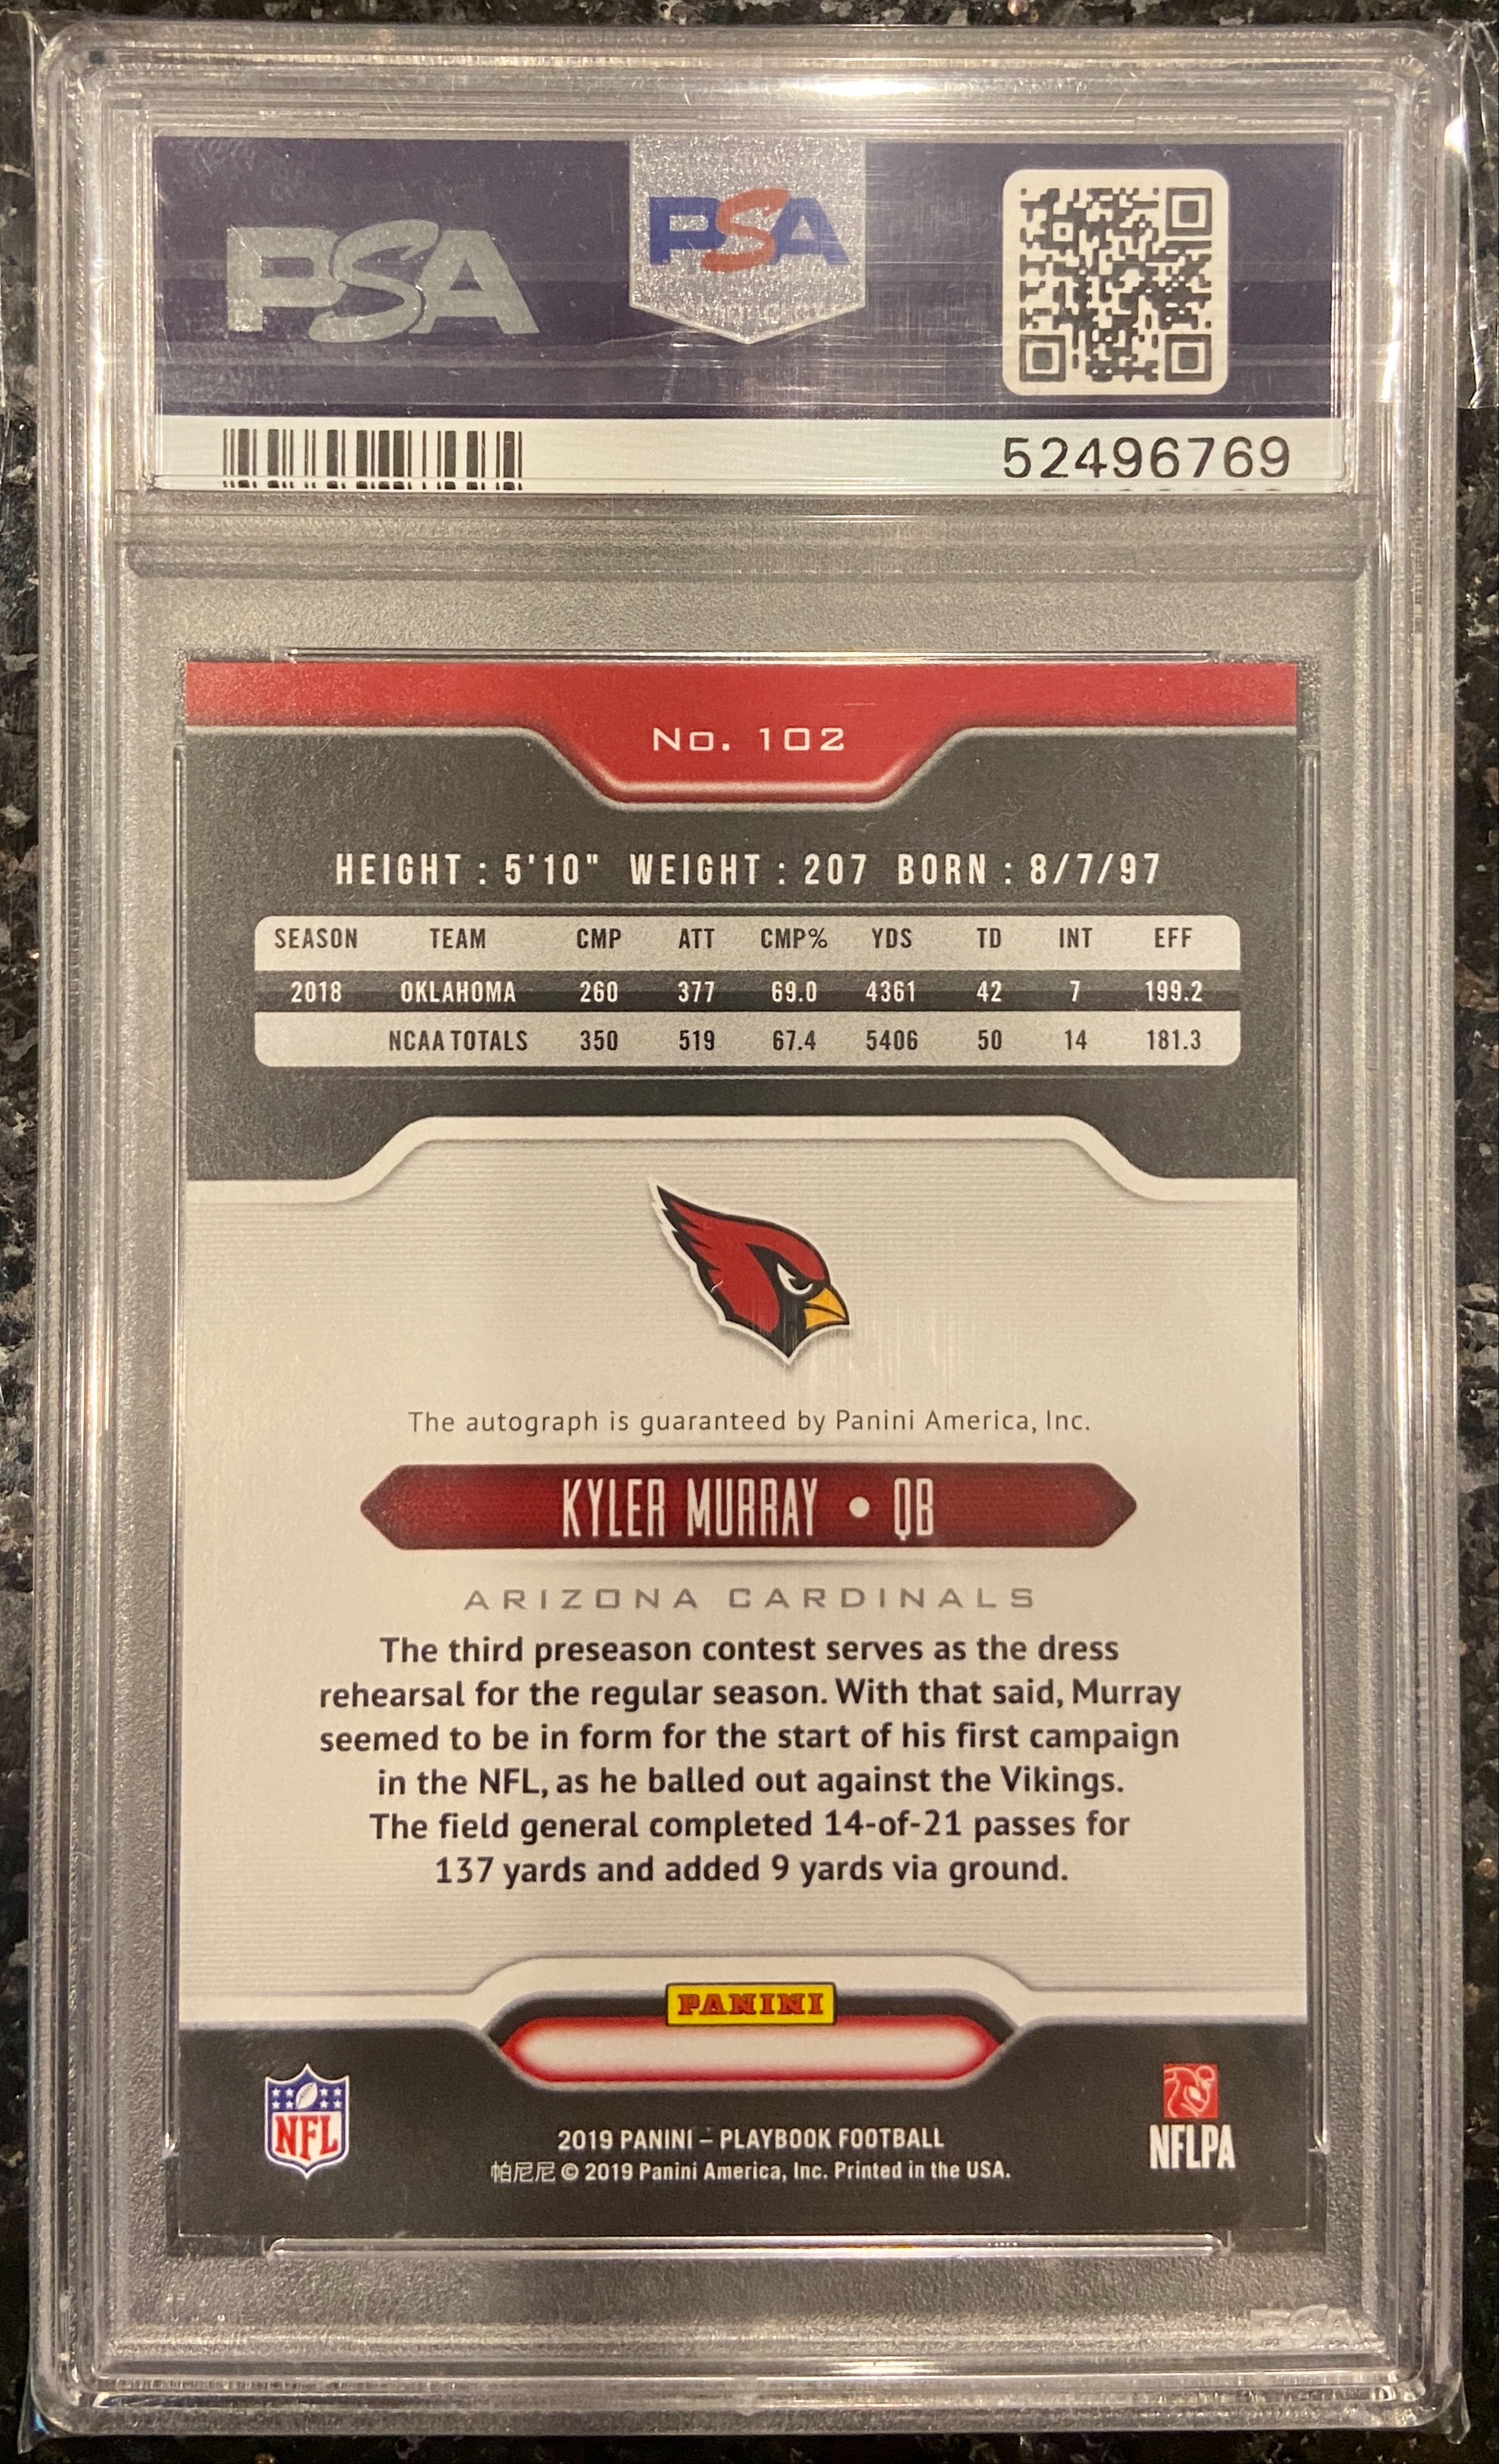 PSA
PSA
52496769
No. 102
HEIGHT : 5'10" WEIGHT : 207 BORN : 8/7/97
SEASON TEAM CMP ATT CMP% YDS TD INT EFF
2018 OKLAHOMA 260 377 69.0 4361 42 7 199.2
NCAA TOTALS 350 519 67.4 5406 50 14 181.3
The autograph is guaranteed by Panini America, Inc.
KYLER MURRAY • QB
ARIZONA CARDINALS
The third preseason contest serves as the dress
rehearsal for the regular season. With that said, Murray
seemed to be in form for the start of his first campaign
in the NFL, as he balled out against the Vikings.
The field general completed 14-of-21 passes for
137 yards and added 9 yards via ground.
PANINI
NFL
2019 PANINI – PLAYBOOK FOOTBALL
帕尼尼 © 2019 Panini America, Inc. Printed in the USA.
NFLPA
PSA